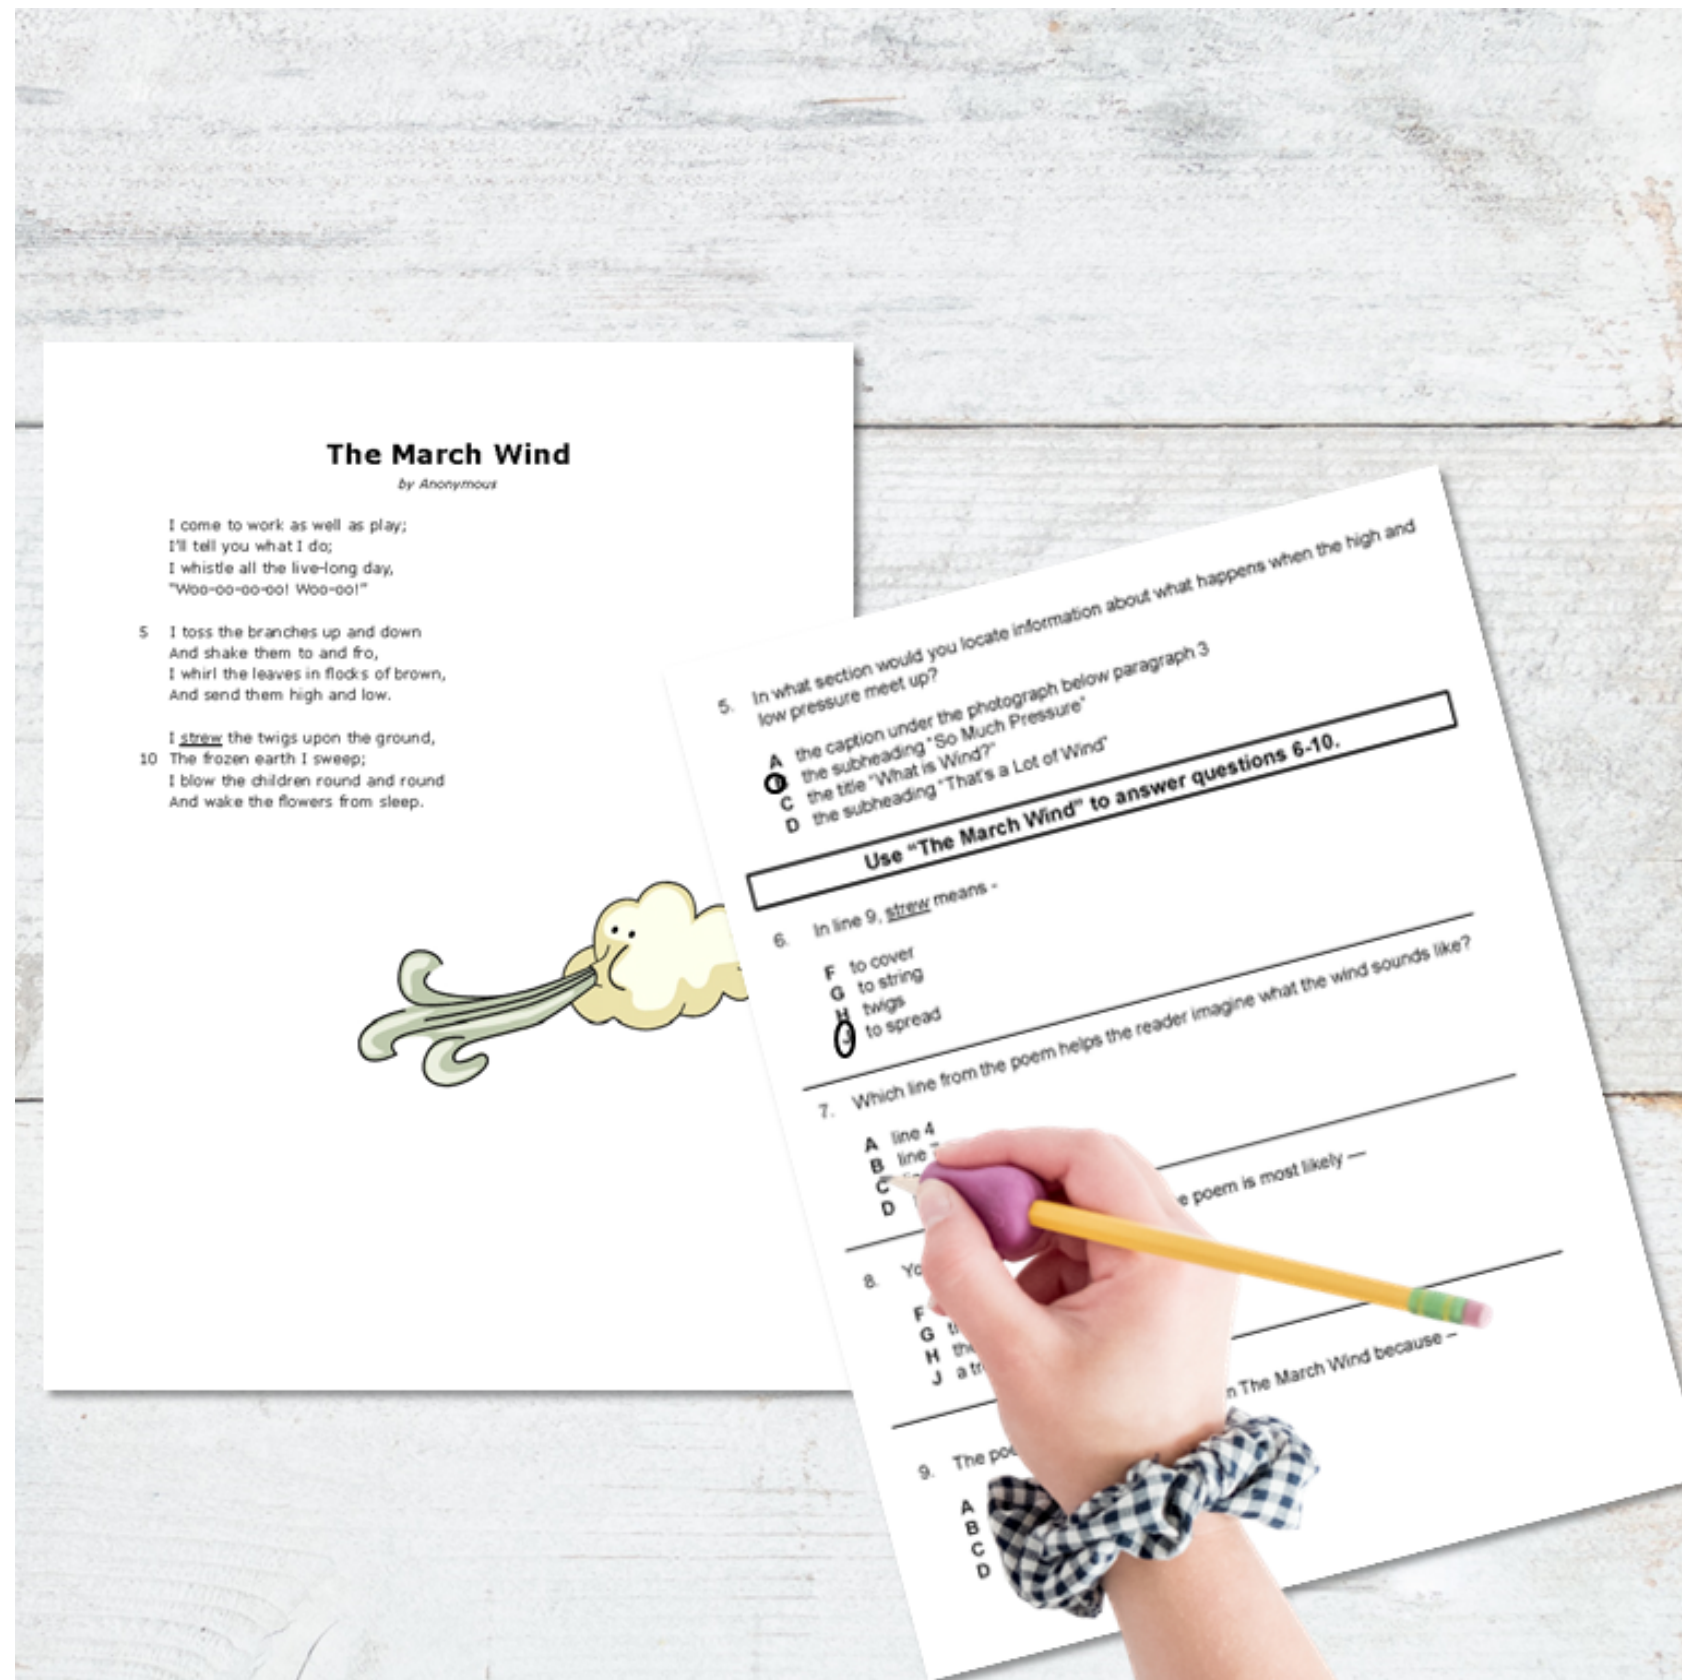 The March Wind
by Anonymous
I come to work as well as play;
I'll tell you what I do;
I whistle all the live-long day,
"Woo-oo-oo-oo! Woo-oo!"
5 I toss the branches up and down
And shake them to and fro,
I whirl the leaves in flocks of brown,
And send them high and low.
I strew the twigs upon the ground,
10 The frozen earth I sweep;
I blow the children round and round
And wake the flowers from sleep.
5. In what section would you locate information about what happens when the high and
low pressure meet up?
A the caption under the photograph below paragraph 3
the subheading "So Much Pressure"
C the title "What is Wind?"
D the subheading "That's a Lot of Wind"
Use "The March Wind" to answer questions 6-10.
6. In line 9, strew means -
F to cover
G to string
H twigs
J to spread
7. Which line from the poem helps the reader imagine what the wind sounds like?
A line 4
B line
C
D
8. poem is most likely —
F
G
H
J a
9. The The March Wind because –
A
B
C
D